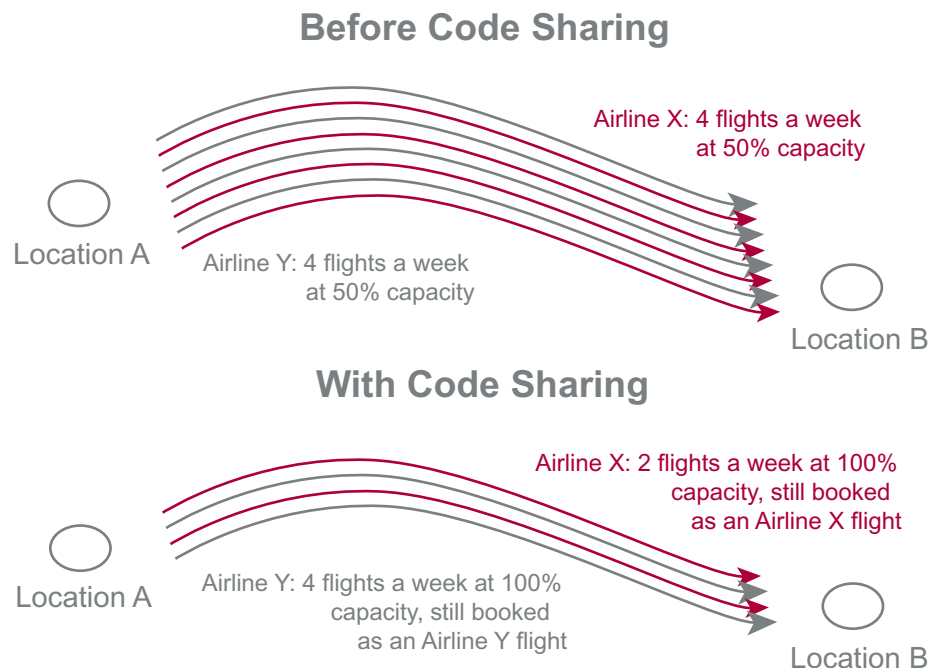 Before Code Sharing
Airline X: 4 flights a week
at 50% capacity
Location A
Airline Y: 4 flights a week
at 50% capacity
Location B
With Code Sharing
Airline X: 2 flights a week at 100%
capacity, still booked
as an Airline X flight
Location A
Airline Y: 4 flights a week at 100%
capacity, still booked
as an Airline Y flight
Location B